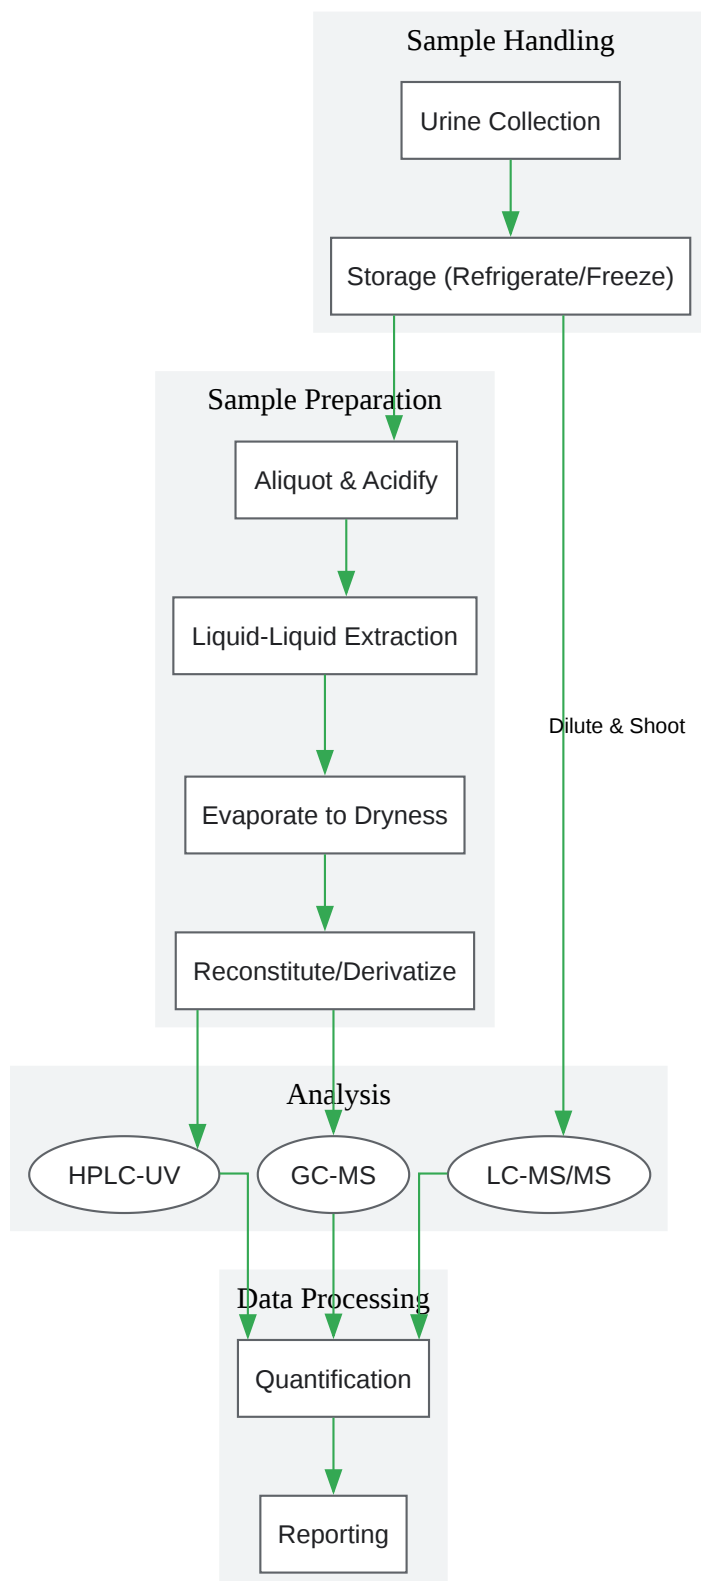 Sample Handling
Urine Collection
Storage (Refrigerate/Freeze)
Sample Preparation
Aliquot & Acidify
Liquid-Liquid Extraction
Dilute & Shoot
Evaporate to Dryness
Reconstitute/Derivatize
Analysis
HPLC-UV
GC-MS
LC-MS/MS
Data Processing
Quantification
Reporting